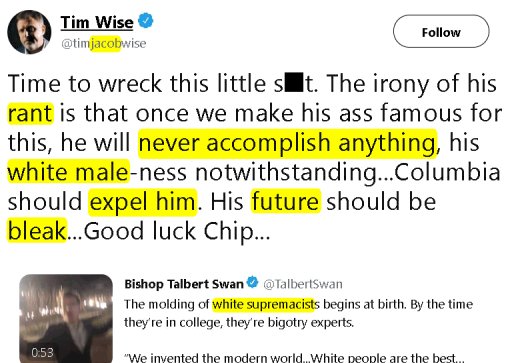 Tim Wise
@timjacobwise
Follow
Time to wreck this little s■t. The irony of his
rant is that once we make his ass famous for
this, he will never accomplish anything, his
white male-ness notwithstanding...Columbia
should expel him. His future should be
bleak...Good luck Chip...
Bishop Talbert Swan @TalbertSwan
The molding of white supremacists begins at birth. By the time
they're in college, they're bigotry experts.
"We invented the modern world...White people are the best...
0:53